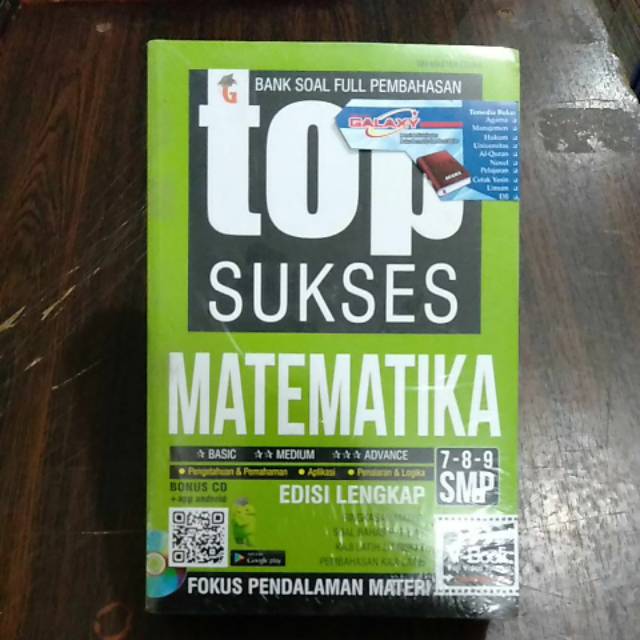 G
BANK SOAL FULL PEMBAHASAN
top
SUKSES
GALAXY
Tersedia Buku:
Agama
Manajemen
Hukum
Universitas
Al-Quran
Novel
Pelajaran
Cetak Yasin
Umum
Dll
MATEMATIKA
BASIC MEDIUM ADVANCE
Pengetahuan & Pemahaman Aplikasi Penalaran & Logika
7-8-9
SMP
BONUS CD
+ app android
EDISI LENGKAP
Google play
FOKUS PENDALAMAN MATERI